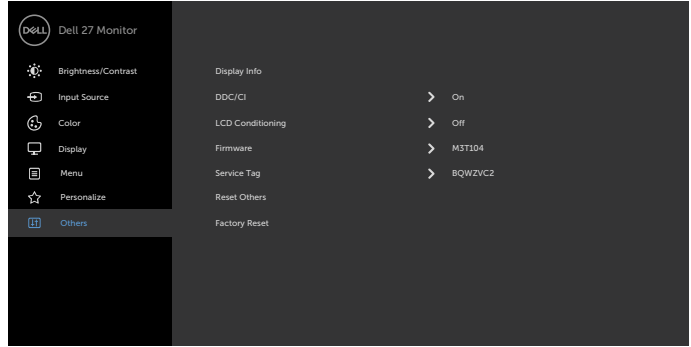 DELL Dell 27 Monitor
Brightness/Contrast Display Info
Input Source DDC/CI On
Color LCD Conditioning Off
Display Firmware M3T104
Menu Service Tag BQWZVC2
Personalize Reset Others
Others Factory Reset